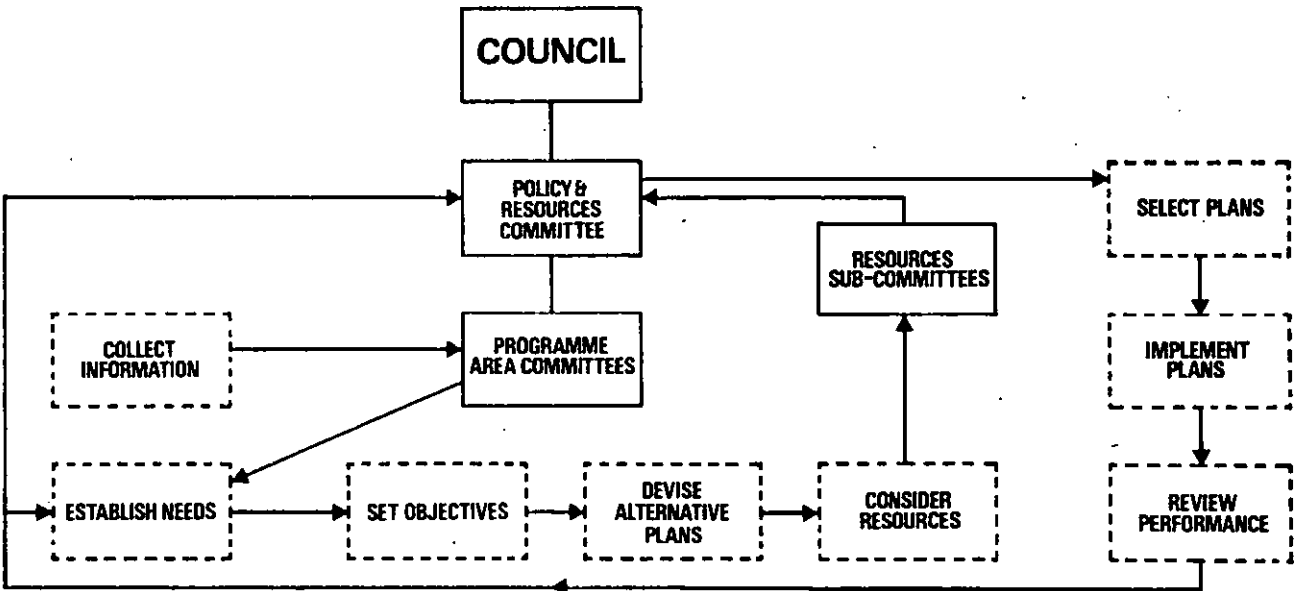 COUNCIL
POLICY &
RESOURCES
COMMITTEE
SELECT PLANS
RESOURCES
SUB-COMMITTEES
COLLECT
INFORMATION
PROGRAMME
AREA COMMITTEES
IMPLEMENT
PLANS
ESTABLISH NEEDS
SET OBJECTIVES
DEVISE
ALTERNATIVE
PLANS
CONSIDER
RESOURCES
REVIEW
PERFORMANCE